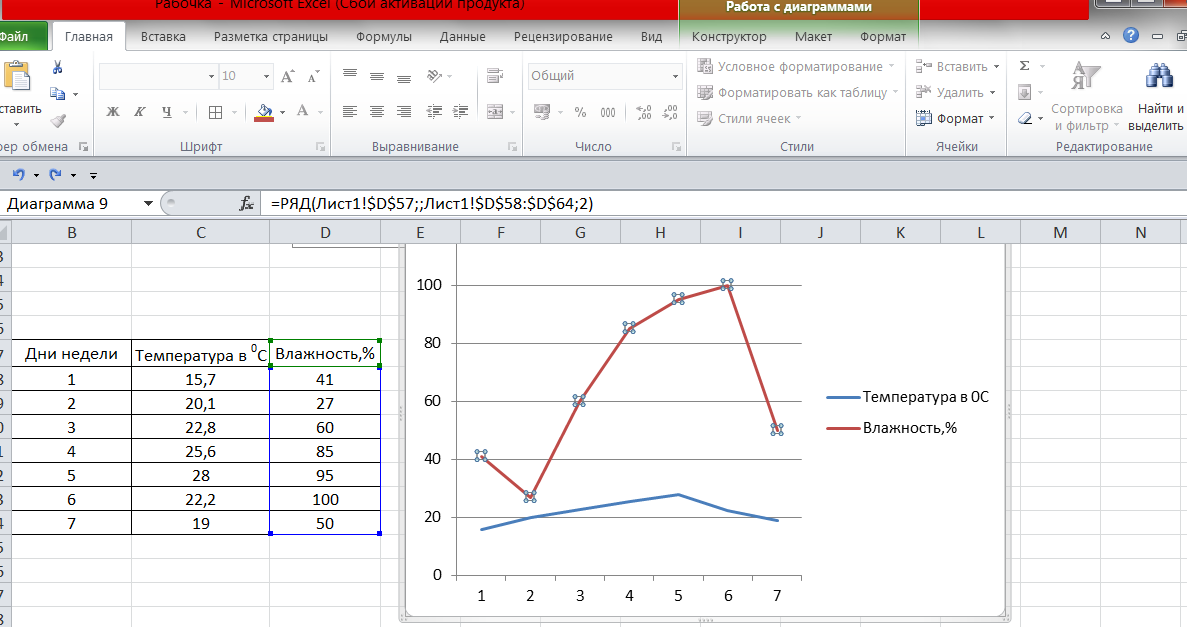 Рабочка - Microsoft Excel (Сбой активации продукта)
Работа с диаграммами
Файл Главная Вставка Разметка страницы Формулы Данные Рецензирование Вид Конструктор Макет Формат
10
Общий
Условное форматирование
Вставить
Σ
ставить
Форматировать как таблицу
Удалить
Сортировка и фильтр
Найти и выделить
Ж К Ч
А
% 000
Стили ячеек
Формат
ер обмена Шрифт Выравнивание Число Стили Ячейки Редактирование
Диаграмма 9 fx =РЯД(Лист1!$D$57;;Лист1!$D$58:$D$64;2)
B C D E F G H I J K L M N
Дни недели Температура в ⁰С Влажность,%
1 15,7 41
2 20,1 27
3 22,8 60
4 25,6 85
5 28 95
6 22,2 100
7 19 50
100
80
60
40
20
0
1 2 3 4 5 6 7
Температура в 0С
Влажность,%